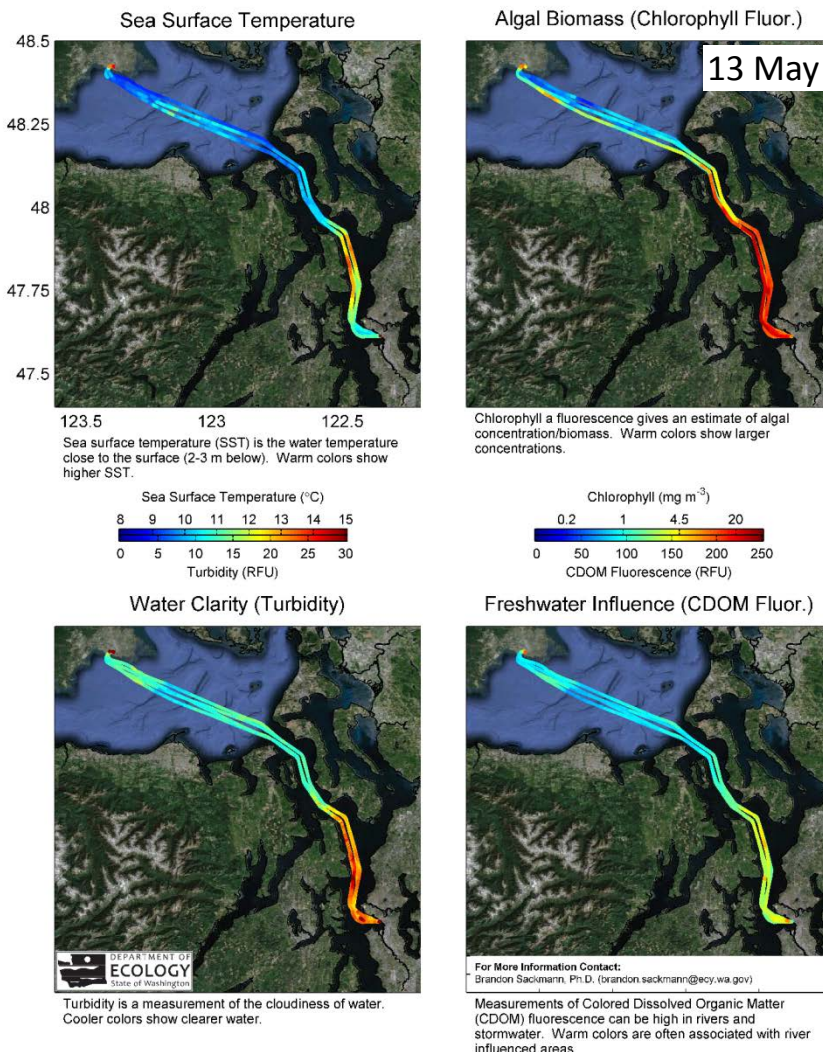 Sea Surface Temperature
Algal Biomass (Chlorophyll Fluor.)
13 May
48.5
48.25
48
47.75
47.5
123.5 123 122.5
Sea surface temperature (SST) is the water temperature
close to the surface (2-3 m below). Warm colors show
higher SST.
Chlorophyll a fluorescence gives an estimate of algal
concentration/biomass. Warm colors show larger
concentrations.
Sea Surface Temperature (°C)
8 9 10 11 12 13 14 15
0 5 10 15 20 25 30
Turbidity (RFU)
Chlorophyll (mg m⁻³)
0.2 1 4.5 20
0 50 100 150 200 250
CDOM Fluorescence (RFU)
Water Clarity (Turbidity)
Freshwater Influence (CDOM Fluor.)
DEPARTMENT OF
ECOLOGY
State of Washington
For More Information Contact:
Brandon Sackmann, Ph.D. (brandon.sackmann@ecy.wa.gov)
Turbidity is a measurement of the cloudiness of water.
Cooler colors show clearer water.
Measurements of Colored Dissolved Organic Matter
(CDOM) fluorescence can be high in rivers and
stormwater. Warm colors are often associated with river
influenced areas.